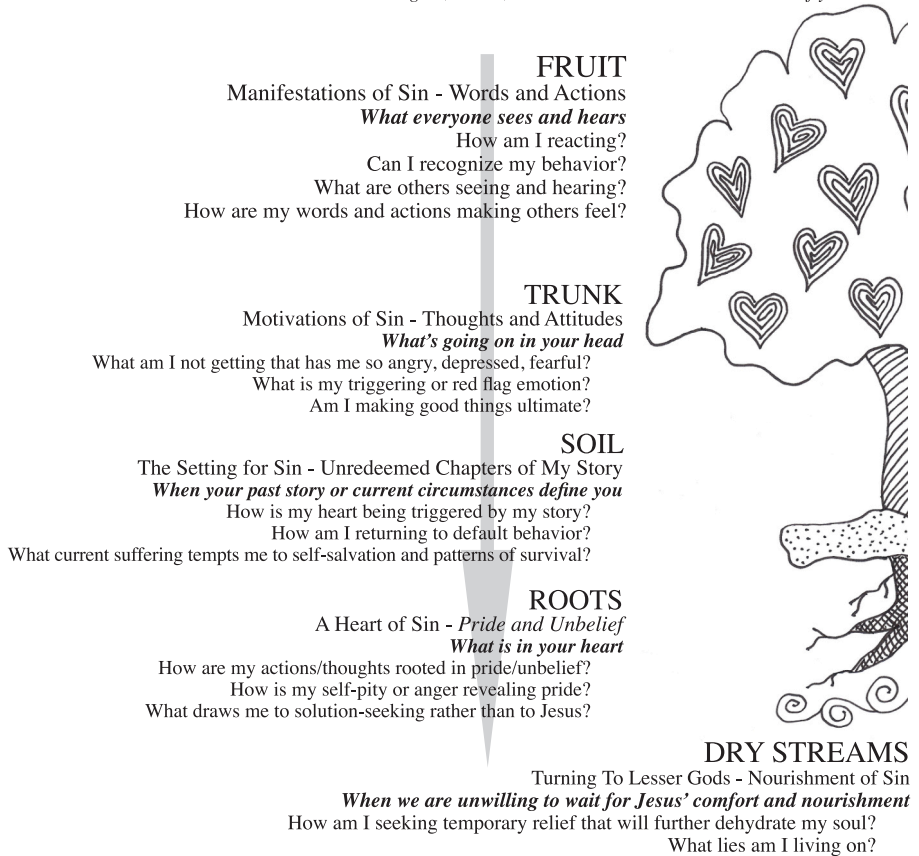 FRUIT
Manifestations of Sin - Words and Actions
What everyone sees and hears
How am I reacting?
Can I recognize my behavior?
What are others seeing and hearing?
How are my words and actions making others feel?
TRUNK
Motivations of Sin - Thoughts and Attitudes
What's going on in your head
What am I not getting that has me so angry, depressed, fearful?
What is my triggering or red flag emotion?
Am I making good things ultimate?
SOIL
The Setting for Sin - Unredeemed Chapters of My Story
When your past story or current circumstances define you
How is my heart being triggered by my story?
How am I returning to default behavior?
What current suffering tempts me to self-salvation and patterns of survival?
ROOTS
A Heart of Sin - Pride and Unbelief
What is in your heart
How are my actions/thoughts rooted in pride/unbelief?
How is my self-pity or anger revealing pride?
What draws me to solution-seeking rather than to Jesus?
DRY STREAMS
Turning To Lesser Gods - Nourishment of Sin
When we are unwilling to wait for Jesus' comfort and nourishment
How am I seeking temporary relief that will further dehydrate my soul?
What lies am I living on?